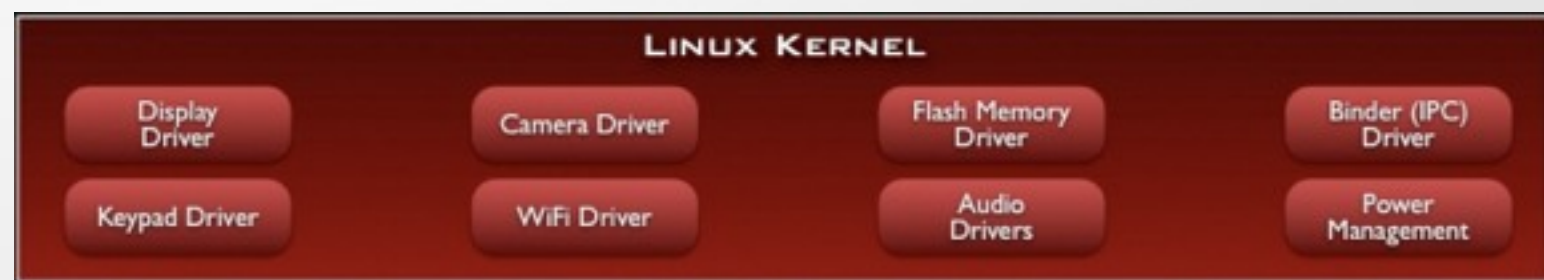 LINUX KERNEL
Display
Driver
Camera Driver
Flash Memory
Driver
Binder (IPC)
Driver
Keypad Driver
WiFi Driver
Audio
Drivers
Power
Management